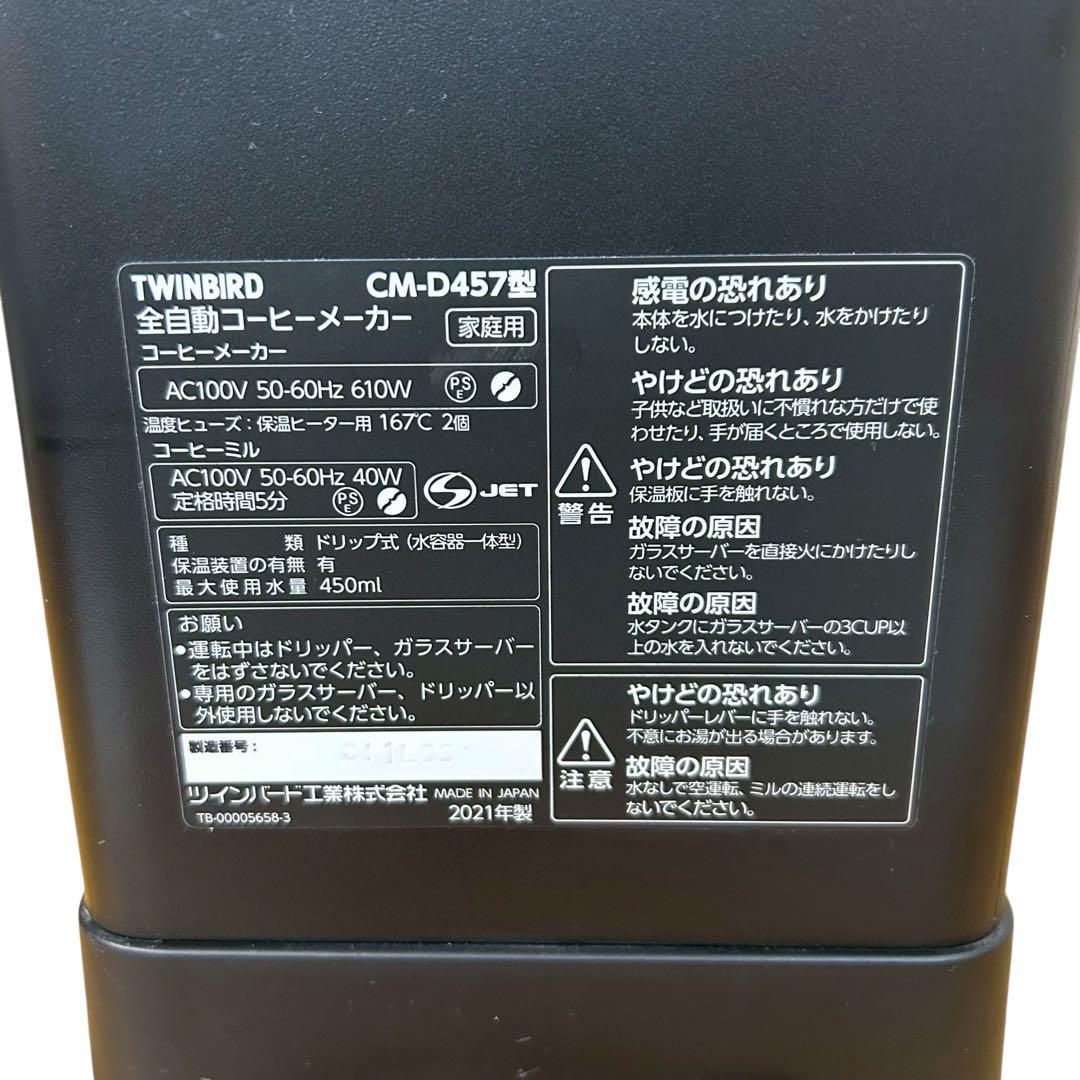 TWINBIRD CM-D457型
全自動コーヒーメーカー 家庭用
コーヒーメーカー
AC100V 50-60Hz 610W PSE
温度ヒューズ:保温ヒーター用 167℃ 2個
コーヒーミル
AC100V 50-60Hz 40W
定格時間5分 PSE
JET
種類 ドリップ式(水容器一体型)
保温装置の有無 有
最大使用水量 450ml
お願い
●運転中はドリッパー、ガラスサーバー
をはずさないでください。
●専用のガラスサーバー、ドリッパー以
外使用しないでください。
製造番号:
ツインバード工業株式会社 MADE IN JAPAN
TB-00005658-3 2021年製
警告
感電の恐れあり
本体を水につけたり、水をかけたり
しない。
やけどの恐れあり
子供など取扱いに不慣れな方だけで使
わせたり、手が届くところで使用しない。
やけどの恐れあり
保温板に手を触れない。
故障の原因
ガラスサーバーを直接火にかけたりし
ないでください。
故障の原因
水タンクにガラスサーバーの3CUP以
上の水を入れないでください。
注意
やけどの恐れあり
ドリッパーレバーに手を触れない。
不意にお湯が出る場合があります。
故障の原因
水なしで空運転、ミルの連続運転をし
ないでください。